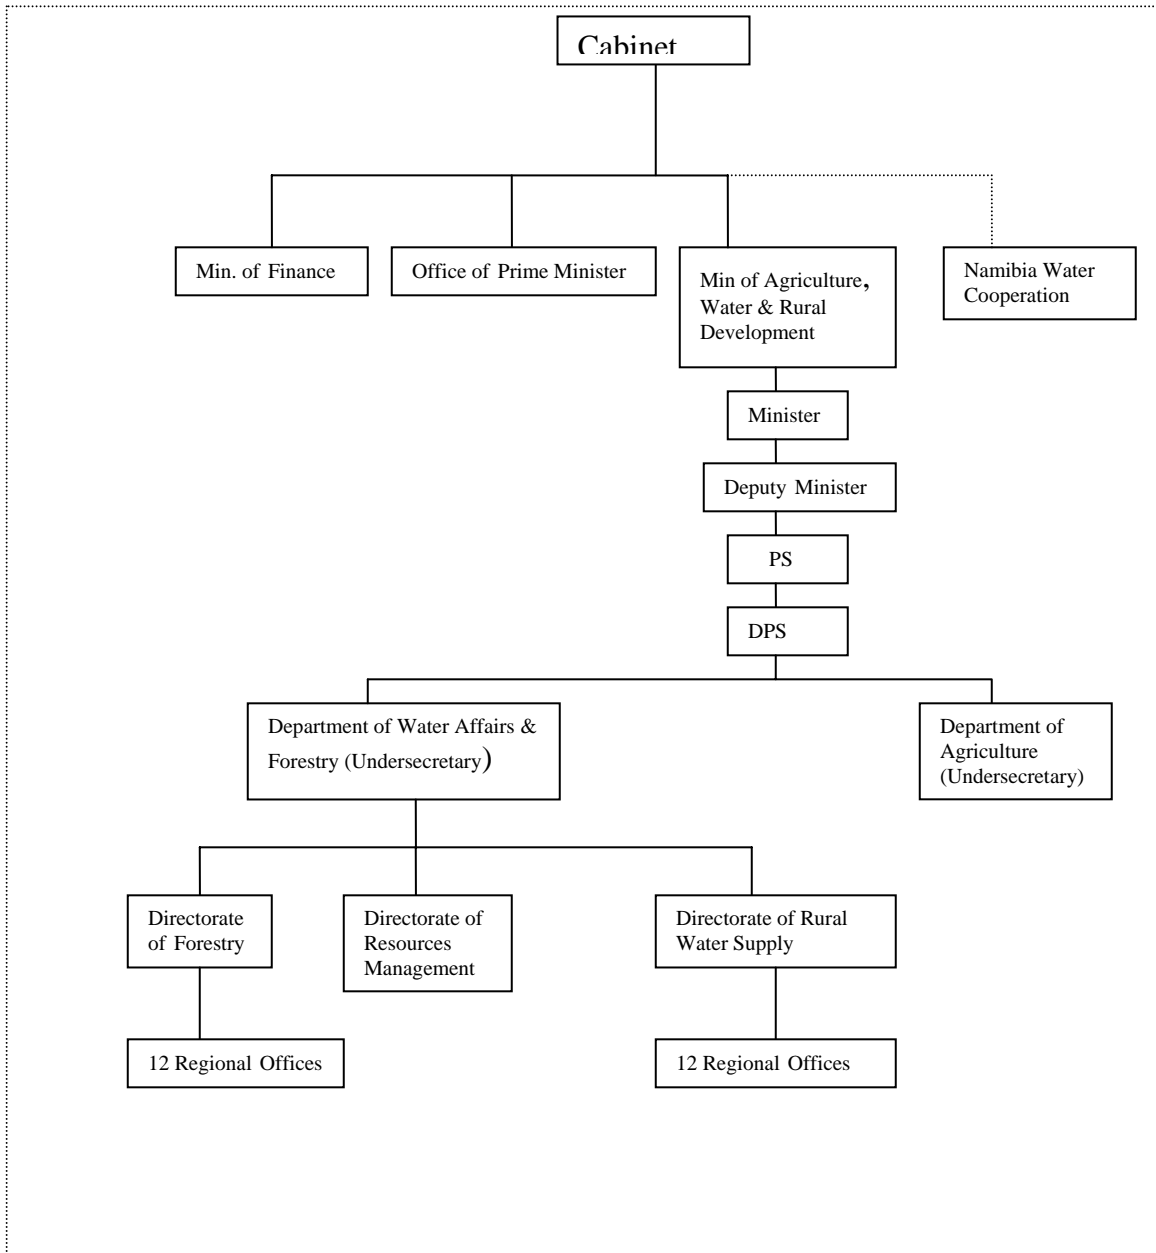 Cabinet
Min. of Finance
Office of Prime Minister
Min of Agriculture,
Water & Rural
Development
Namibia Water
Cooperation
Minister
Deputy Minister
PS
DPS
Department of Water Affairs &
Forestry (Undersecretary)
Department of
Agriculture
(Undersecretary)
Directorate
of Forestry
Directorate of
Resources
Management
Directorate of Rural
Water Supply
12 Regional Offices
12 Regional Offices